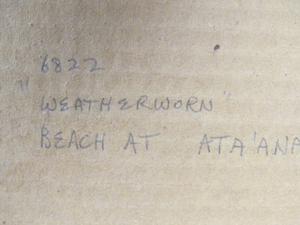 6822
"WEATHERWORN"
BEACH AT ATA'ANA